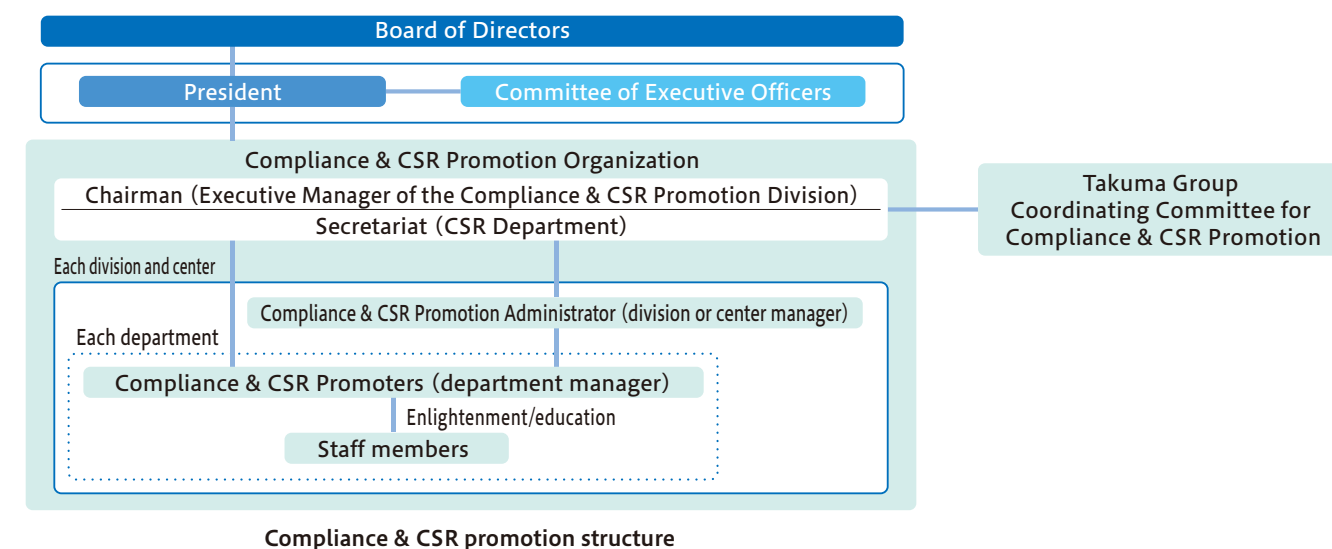 Board of Directors
President
Committee of Executive Officers
Compliance & CSR Promotion Organization
Chairman (Executive Manager of the Compliance & CSR Promotion Division)
Secretariat (CSR Department)
Takuma Group
Coordinating Committee for
Compliance & CSR Promotion
Each division and center
Compliance & CSR Promotion Administrator (division or center manager)
Each department
Compliance & CSR Promoters (department manager)
Enlightenment/education
Staff members
Compliance & CSR promotion structure